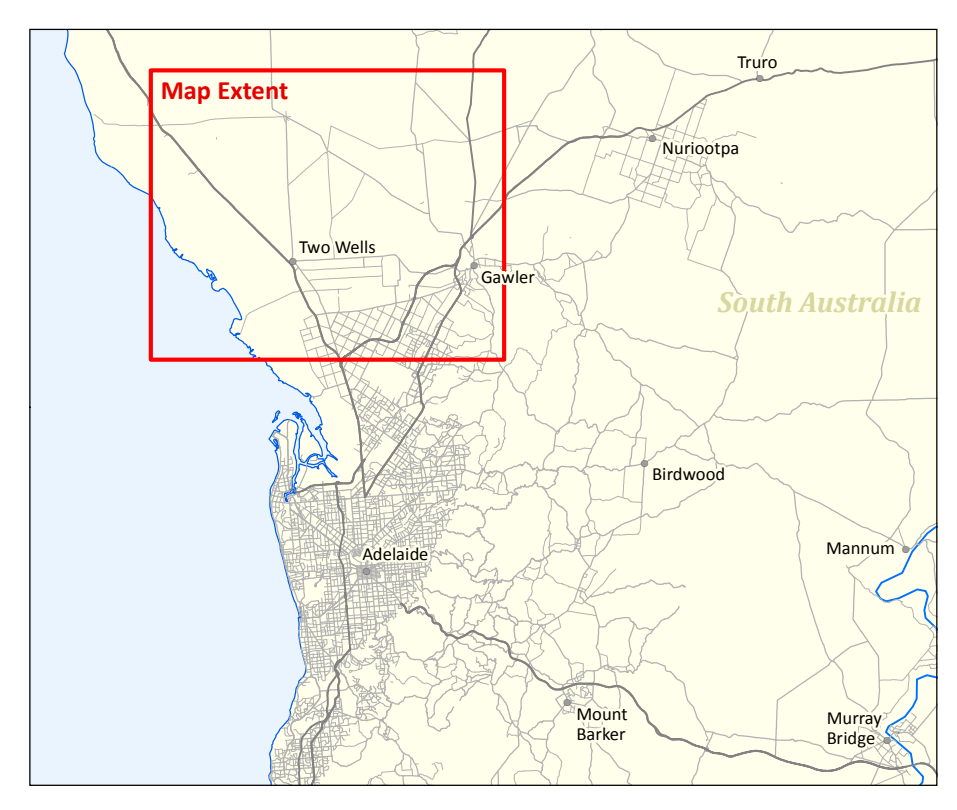 Truro
Map Extent
Nuriootpa
Two Wells
Gawler
South Australia
Birdwood
Mannum
Adelaide
Mount
Barker
Murray
Bridge